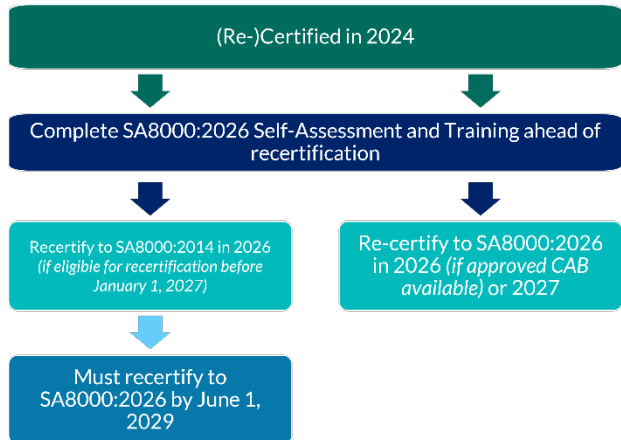 (Re-)Certified in 2024
Complete SA8000:2026 Self-Assessment and Training ahead of
recertification
Recertify to SA8000:2014 in 2026
(if eligible for recertification before
January 1, 2027)
Re-certify to SA8000:2026
in 2026 (if approved CAB
available) or 2027
Must recertify to
SA8000:2026 by June 1,
2029